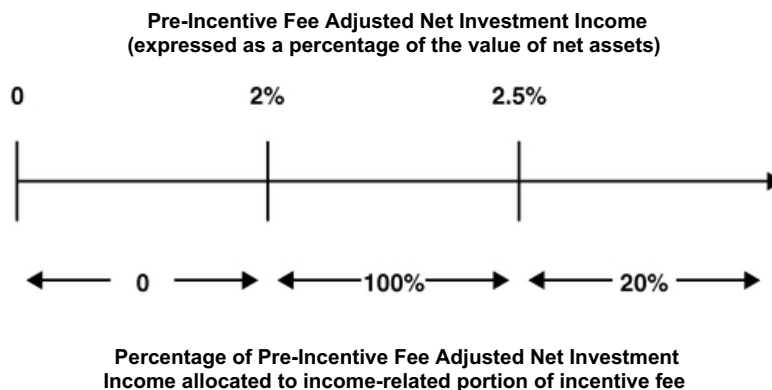 Pre-Incentive Fee Adjusted Net Investment Income
(expressed as a percentage of the value of net assets)
0 2% 2.5%
0 100% 20%
Percentage of Pre-Incentive Fee Adjusted Net Investment
Income allocated to income-related portion of incentive fee